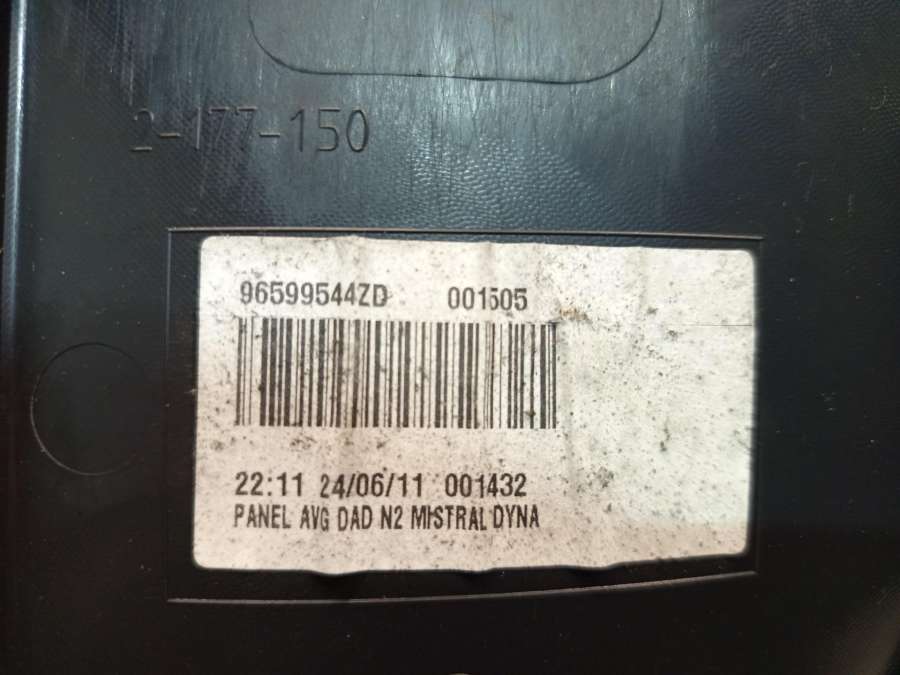 2-177-150
96599544ZD 001505
22:11 24/06/11 001432
PANEL AVG DAD N2 MISTRAL DYNA